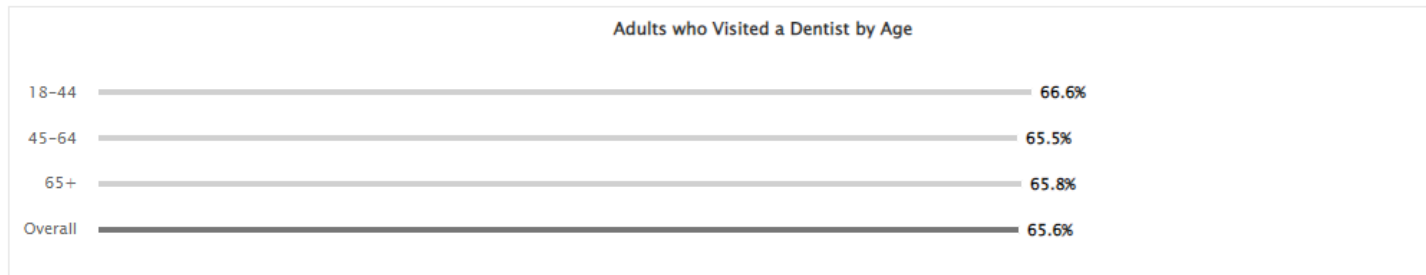 Adults who Visited a Dentist by Age
18-44 66.6%
45-64 65.5%
65+ 65.8%
Overall 65.6%